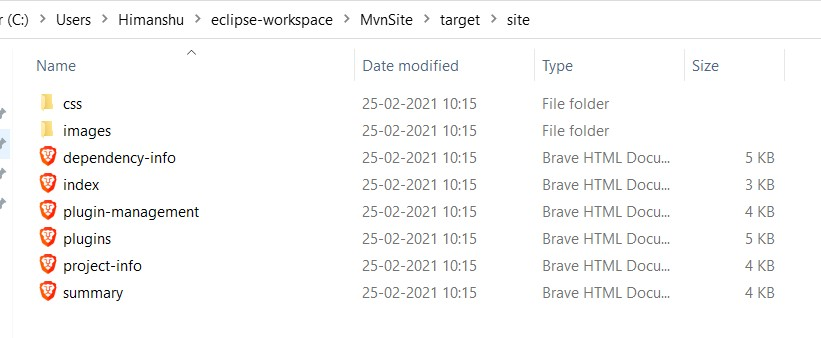 r (C:) > Users > Himanshu > eclipse-workspace > MvnSite > target > site
Name Date modified Type Size
css 25-02-2021 10:15 File folder
images 25-02-2021 10:15 File folder
dependency-info 25-02-2021 10:15 Brave HTML Docu... 5 KB
index 25-02-2021 10:15 Brave HTML Docu... 3 KB
plugin-management 25-02-2021 10:15 Brave HTML Docu... 4 KB
plugins 25-02-2021 10:15 Brave HTML Docu... 5 KB
project-info 25-02-2021 10:15 Brave HTML Docu... 4 KB
summary 25-02-2021 10:15 Brave HTML Docu... 4 KB